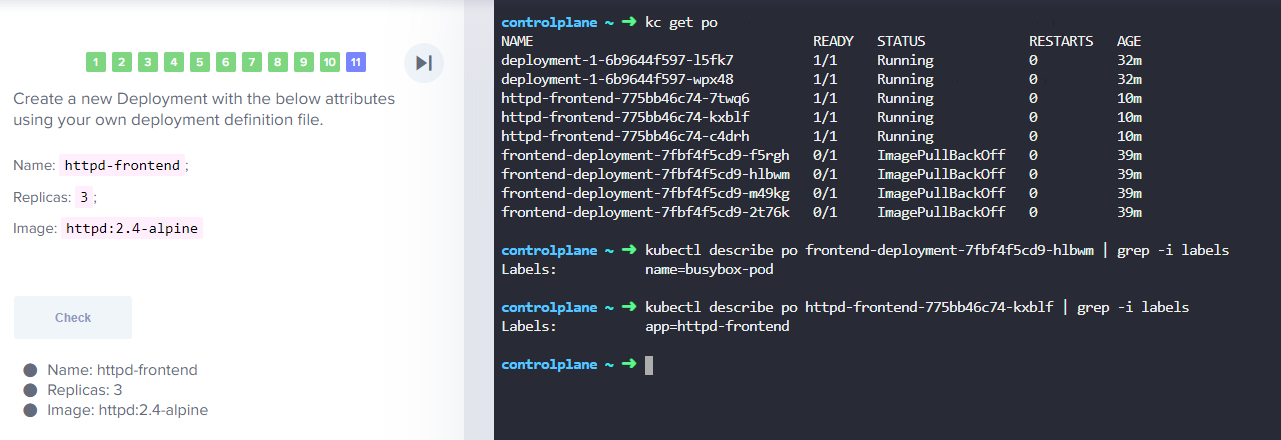 1 2 3 4 5 6 7 8 9 10 11
Create a new Deployment with the below attributes
using your own deployment definition file.
Name: httpd-frontend;
Replicas: 3;
Image: httpd:2.4-alpine
Check
Name: httpd-frontend
Replicas: 3
Image: httpd:2.4-alpine
controlplane ~ ➜ kc get po
NAME READY STATUS RESTARTS AGE
deployment-1-6b9644f597-l5fk7 1/1 Running 0 32m
deployment-1-6b9644f597-wpx48 1/1 Running 0 32m
httpd-frontend-775bb46c74-7twq6 1/1 Running 0 10m
httpd-frontend-775bb46c74-kxblf 1/1 Running 0 10m
httpd-frontend-775bb46c74-c4drh 1/1 Running 0 10m
frontend-deployment-7fbf4f5cd9-f5rgh 0/1 ImagePullBackOff 0 39m
frontend-deployment-7fbf4f5cd9-hlbwm 0/1 ImagePullBackOff 0 39m
frontend-deployment-7fbf4f5cd9-m49kg 0/1 ImagePullBackOff 0 39m
frontend-deployment-7fbf4f5cd9-2t76k 0/1 ImagePullBackOff 0 39m
controlplane ~ ➜ kubectl describe po frontend-deployment-7fbf4f5cd9-hlbwm | grep -i labels
Labels: name=busybox-pod
controlplane ~ ➜ kubectl describe po httpd-frontend-775bb46c74-kxblf | grep -i labels
Labels: app=httpd-frontend
controlplane ~ ➜